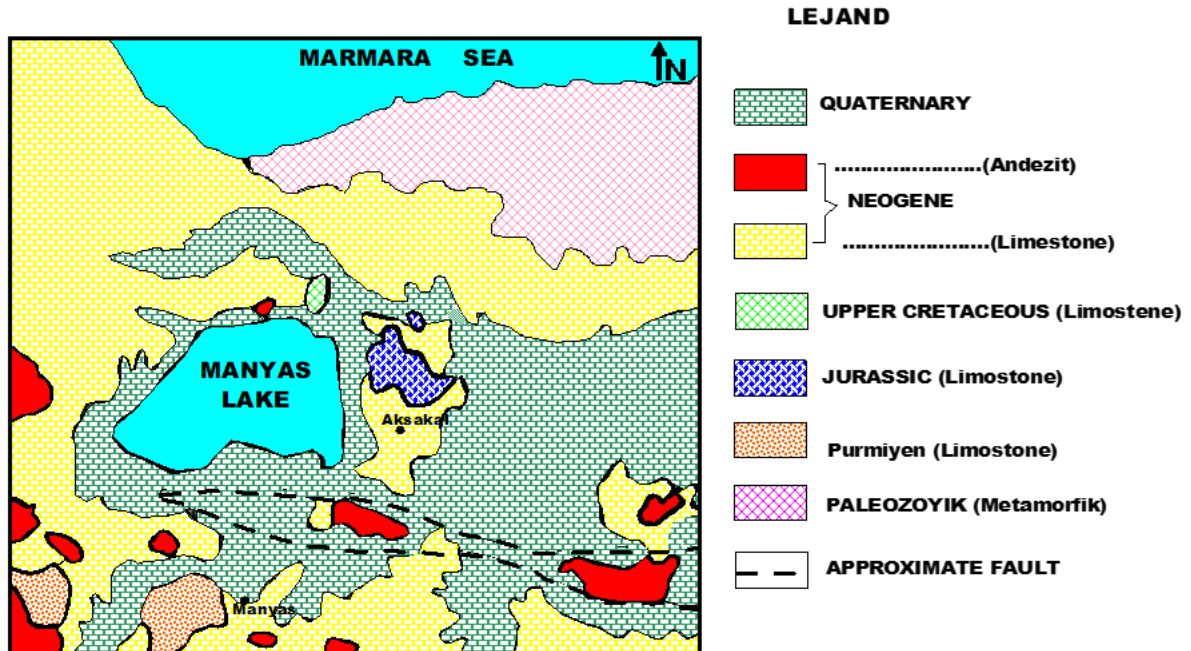 LEJAND
MARMARA SEA
N
QUATERNARY
........................(Andezit)
NEOGENE
........................(Limestone)
UPPER CRETACEOUS (Limostene)
MANYAS
LAKE
JURASSIC (Limostone)
Aksakal
Purmiyen (Limostone)
PALEOZOYIK (Metamorfik)
APPROXIMATE FAULT
Manyas